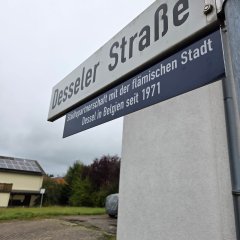 Desseler Straße
Städtepartnerschaft mit der flämischen Stadt
Dessel in Belgien seit 1971